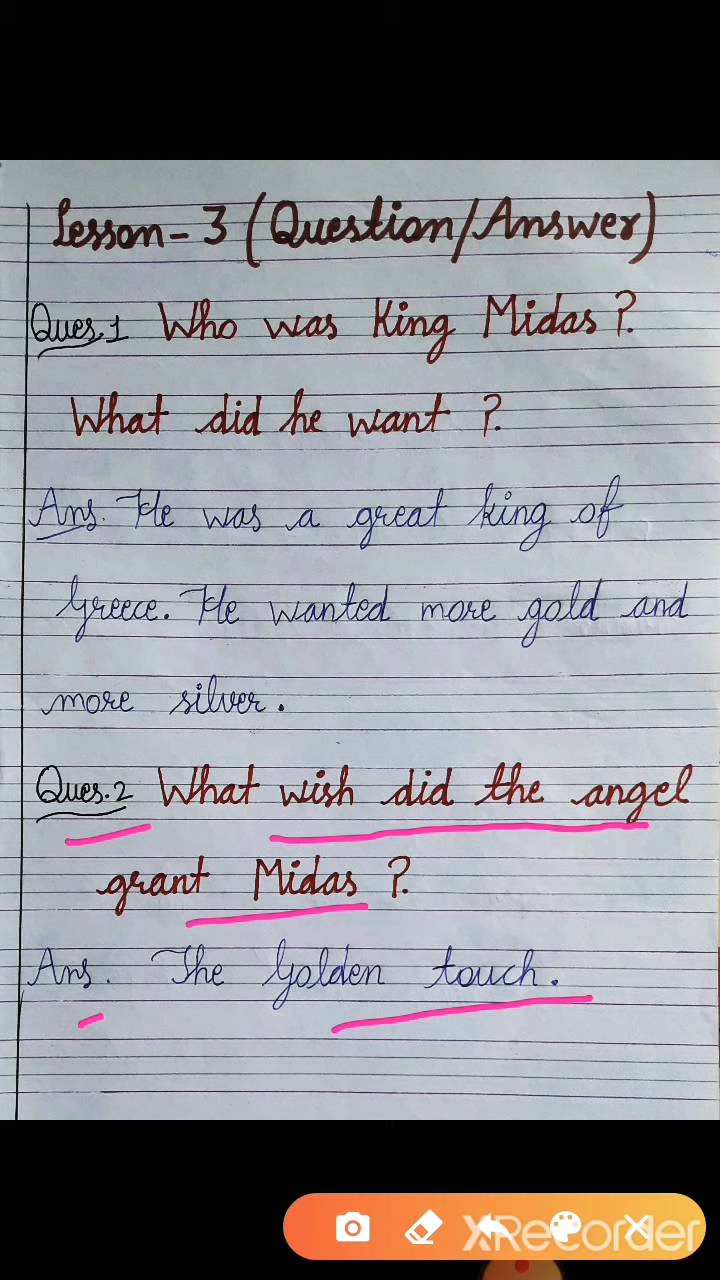 Lesson-3 (Question/Answer)
Ques.1 Who was King Midas?
What did he want?
Ans. He was a great king of
Greece. He wanted more gold and
more silver.
Ques.2 What wish did the angel
grant Midas?
Ans. The Golden touch.
XRecorder